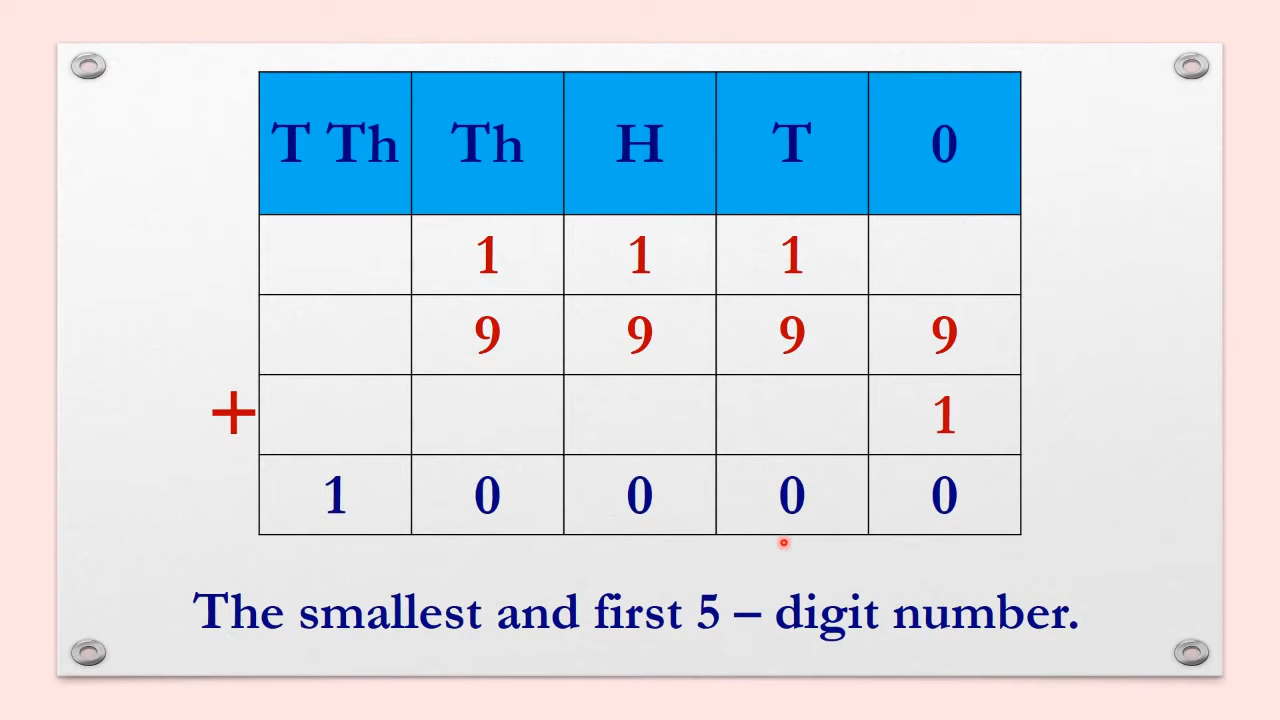 T Th Th H T 0
1 1 1
9 9 9 9
+ 1
1 0 0 0 0
The smallest and first 5 – digit number.